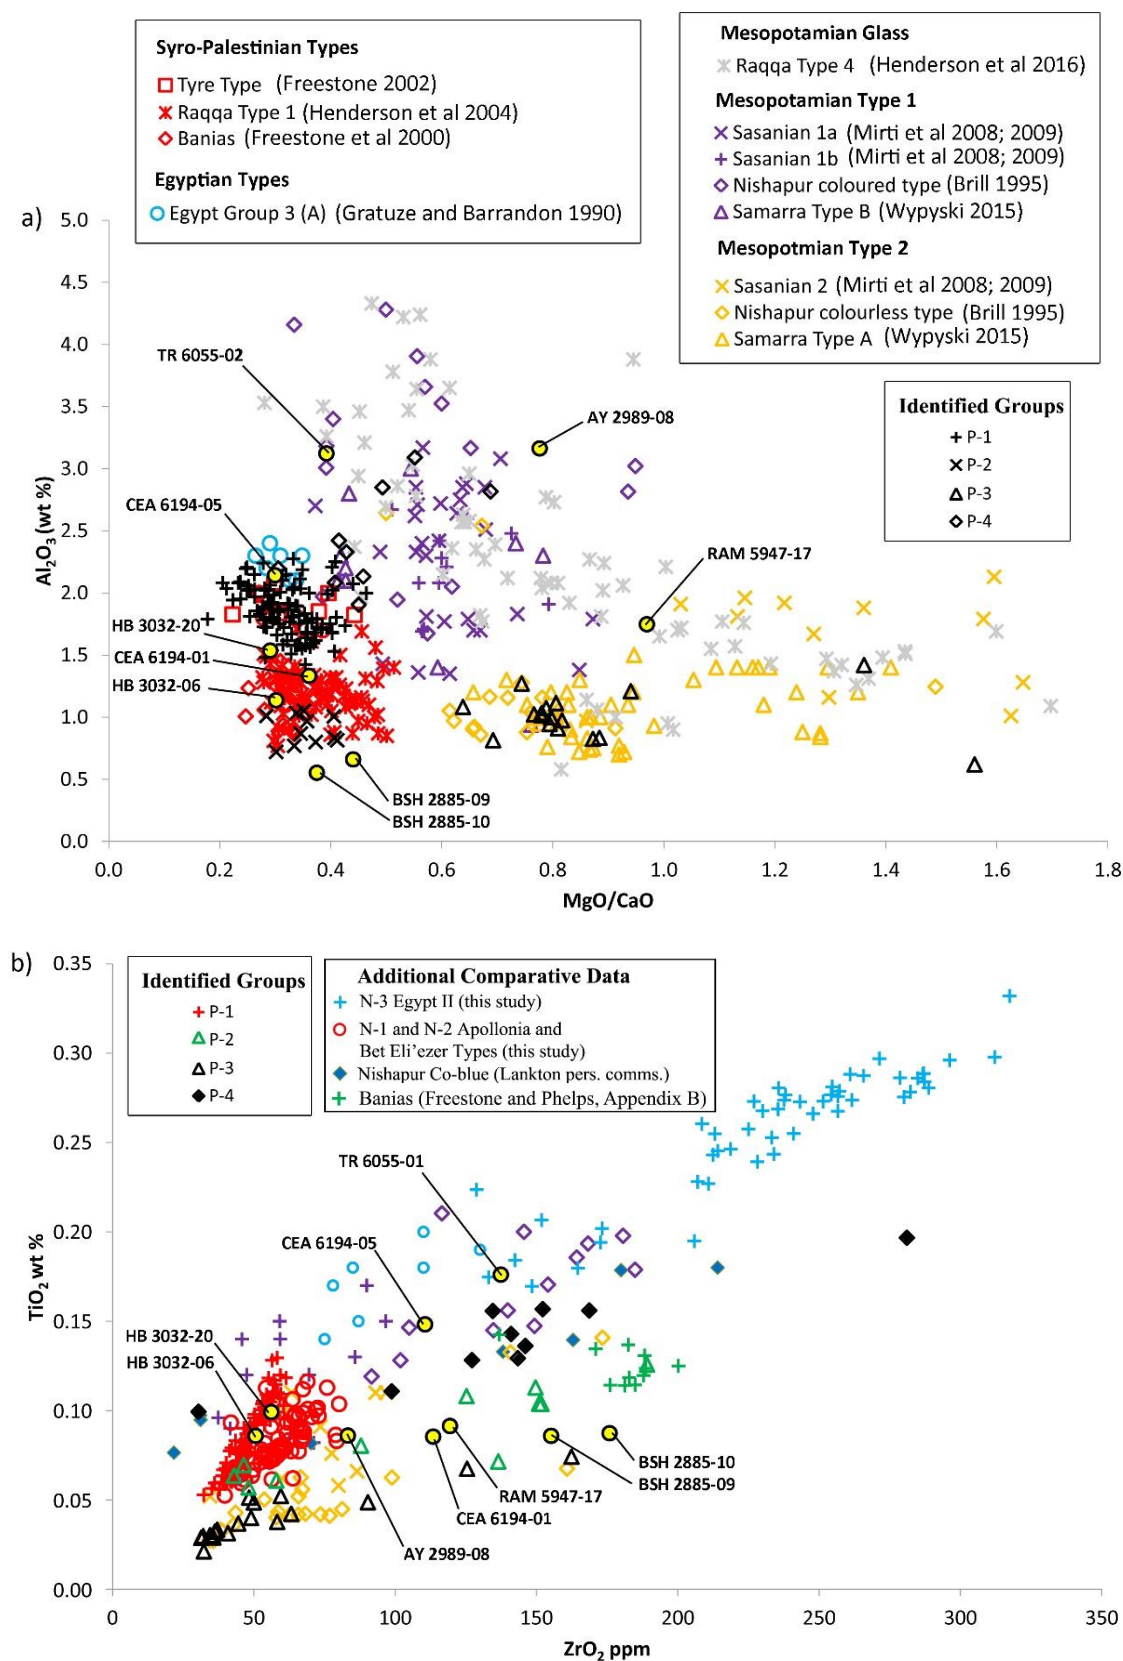 Syro-Palestinian Types
Tyre Type (Freestone 2002)
Raqqa Type 1 (Henderson et al 2004)
Banias (Freestone et al 2000)
Egyptian Types
Egypt Group 3 (A) (Gratuze and Barrandon 1990)
Mesopotamian Glass
Raqqa Type 4 (Henderson et al 2016)
Mesopotamian Type 1
Sasanian 1a (Mirti et al 2008; 2009)
Sasanian 1b (Mirti et al 2008; 2009)
Nishapur coloured type (Brill 1995)
Samarra Type B (Wypyski 2015)
Mesopotmian Type 2
Sasanian 2 (Mirti et al 2008; 2009)
Nishapur colourless type (Brill 1995)
Samarra Type A (Wypyski 2015)
Identified Groups
P-1
P-2
P-3
P-4
a)
5.0
4.5
4.0
3.5
3.0
2.5
2.0
1.5
1.0
0.5
0.0
Al₂O₃ (wt %)
TR 6055-02
AY 2989-08
CEA 6194-05
RAM 5947-17
HB 3032-20
CEA 6194-01
HB 3032-06
BSH 2885-09
BSH 2885-10
0.0 0.2 0.4 0.6 0.8 1.0 1.2 1.4 1.6 1.8
MgO/CaO
b)
Identified Groups
P-1
P-2
P-3
P-4
Additional Comparative Data
N-3 Egypt II (this study)
N-1 and N-2 Apollonia and
Bet Eli'ezer Types (this study)
Nishapur Co-blue (Lankton pers. comms.)
Banias (Freestone and Phelps, Appendix B)
0.35
0.30
0.25
0.20
0.15
0.10
0.05
0.00
TiO₂ wt %
TR 6055-01
CEA 6194-05
HB 3032-20
HB 3032-06
BSH 2885-10
BSH 2885-09
RAM 5947-17
CEA 6194-01
AY 2989-08
0 50 100 150 200 250 300 350
ZrO₂ ppm